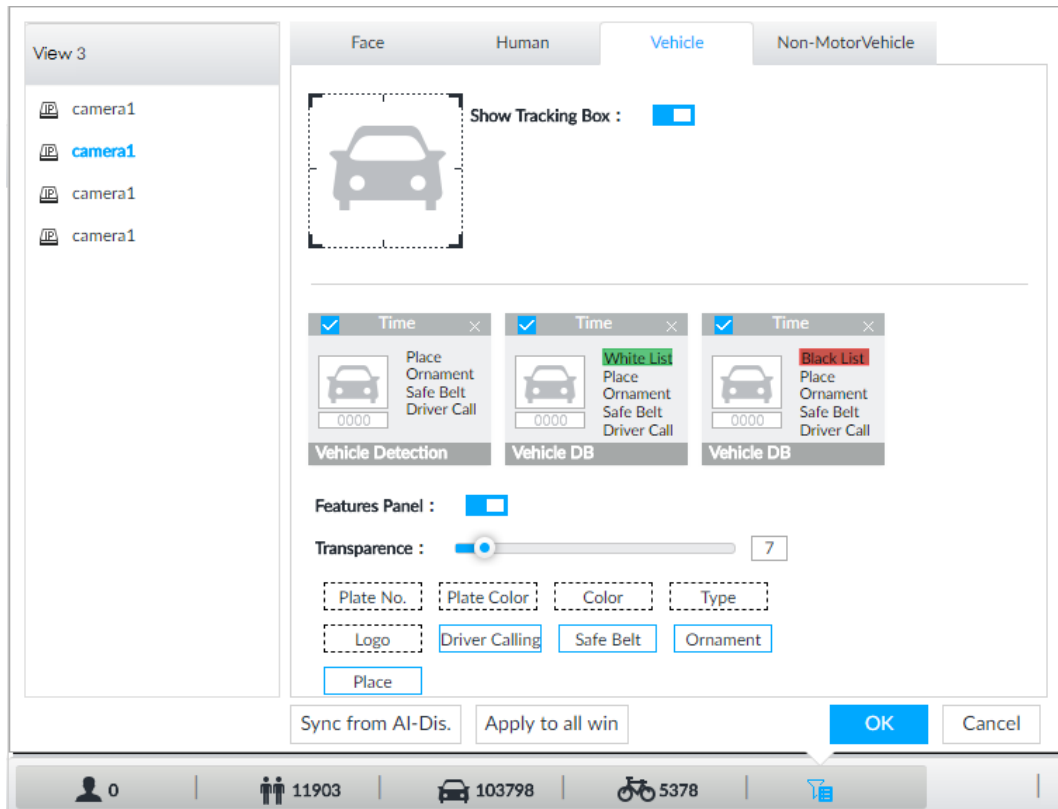 View 3
camera1
camera1
camera1
camera1
Face Human Vehicle Non-MotorVehicle
Show Tracking Box :
Time
Place
Ornament
Safe Belt
Driver Call
0000
Vehicle Detection
Time
White List
Place
Ornament
Safe Belt
Driver Call
0000
Vehicle DB
Time
Black List
Place
Ornament
Safe Belt
Driver Call
0000
Vehicle DB
Features Panel :
Transparence : 7
Plate No. Plate Color Color Type
Logo Driver Calling Safe Belt Ornament
Place
Sync from AI-Dis. Apply to all win OK Cancel
0 11903 103798 5378